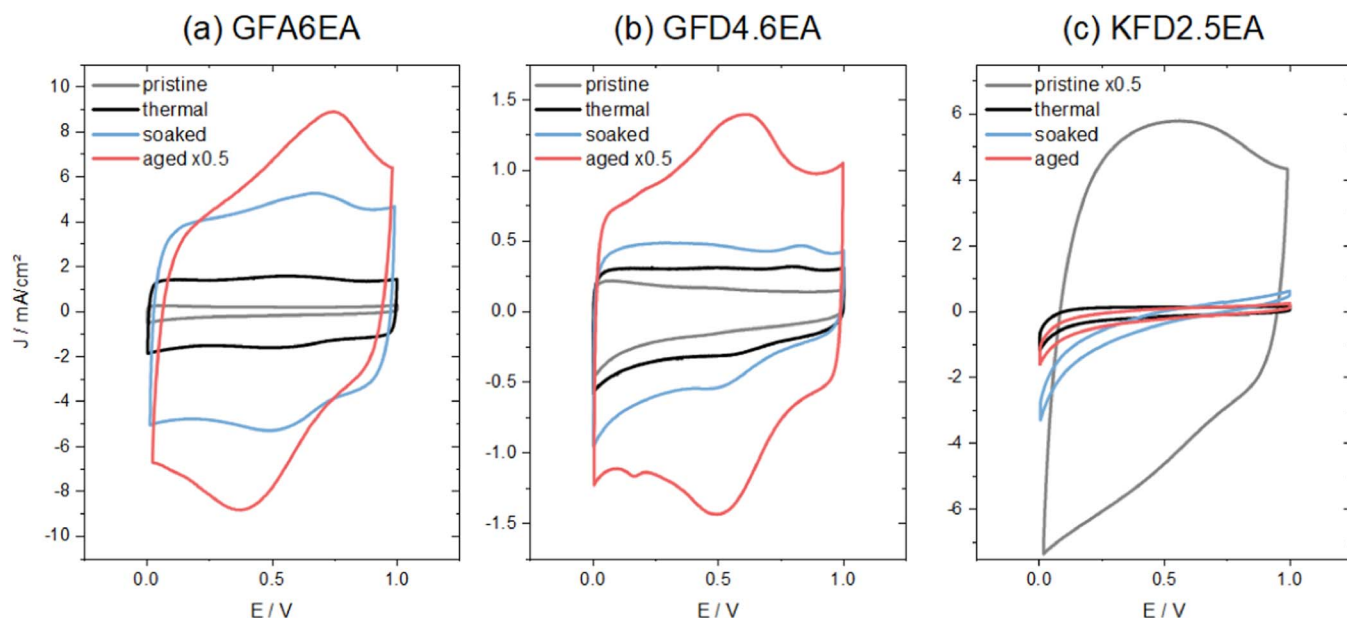 (a) GFA6EA
(b) GFD4.6EA
(c) KFD2.5EA
pristine
thermal
soaked
aged x0.5
J / mA/cm²
10
8
6
4
2
0
-2
-4
-6
-8
-10
0.0
0.5
1.0
E / V
pristine
thermal
soaked
aged x0.5
1.5
1.0
0.5
0.0
-0.5
-1.0
-1.5
0.0
0.5
1.0
E / V
pristine x0.5
thermal
soaked
aged
6
4
2
0
-2
-4
-6
0.0
0.5
1.0
E / V